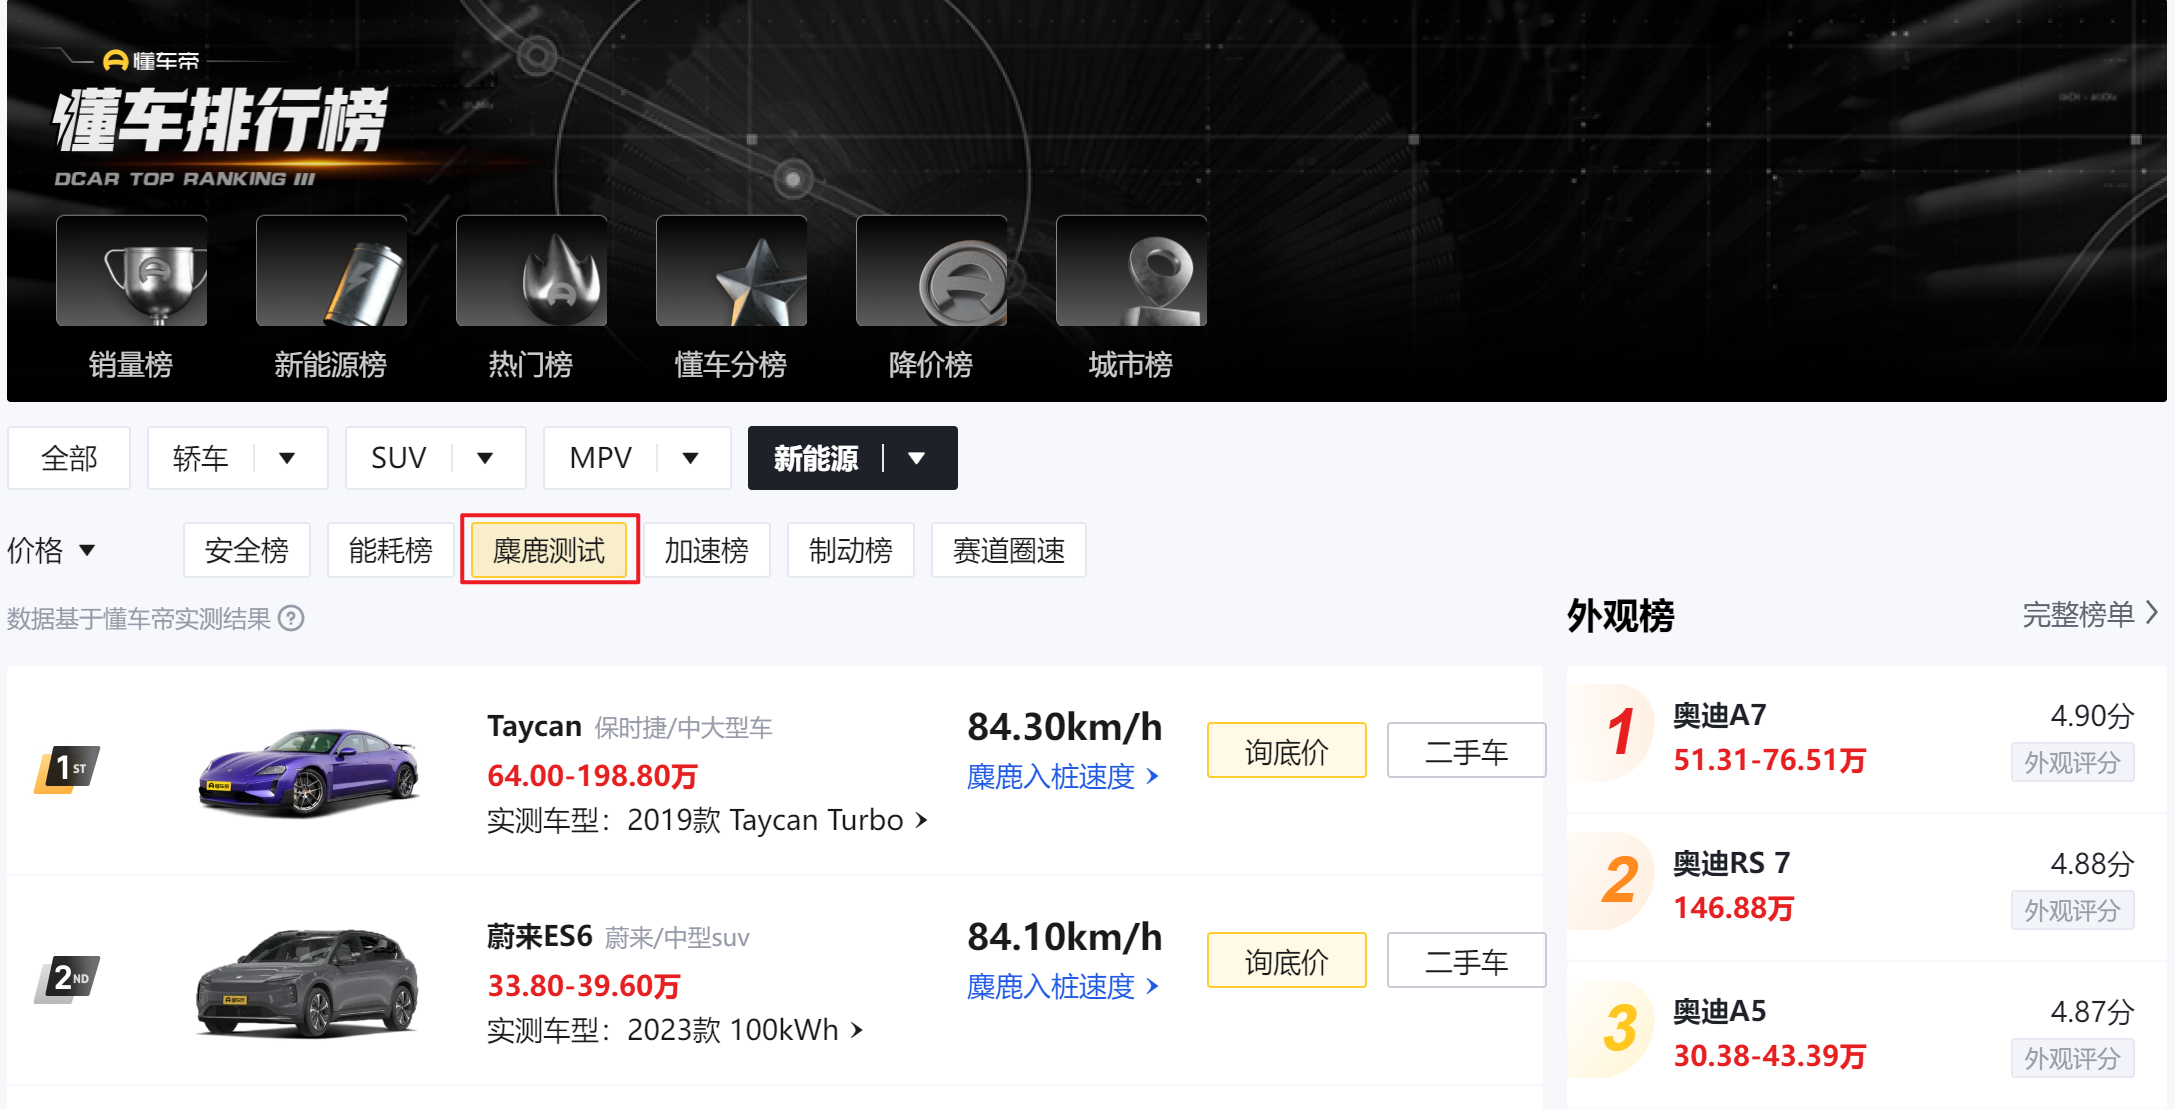 懂车帝
懂车排行榜
DCAR TOP RANKING
销量榜
新能源榜
热门榜
懂车分榜
降价榜
城市榜
全部
轿车
SUV
MPV
新能源
价格
安全榜
能耗榜
麋鹿测试
加速榜
制动榜
赛道圈速
数据基于懂车帝实测结果 ?
1ST
Taycan 保时捷/中大型车
64.00-198.80万
实测车型：2019款 Taycan Turbo
84.30km/h
麋鹿入桩速度
询底价
二手车
2ND
蔚来ES6 蔚来/中型suv
33.80-39.60万
实测车型：2023款 100kWh
84.10km/h
麋鹿入桩速度
询底价
二手车
外观榜
完整榜单
1
奥迪A7
51.31-76.51万
4.90分
外观评分
2
奥迪RS 7
146.88万
4.88分
外观评分
3
奥迪A5
30.38-43.39万
4.87分
外观评分